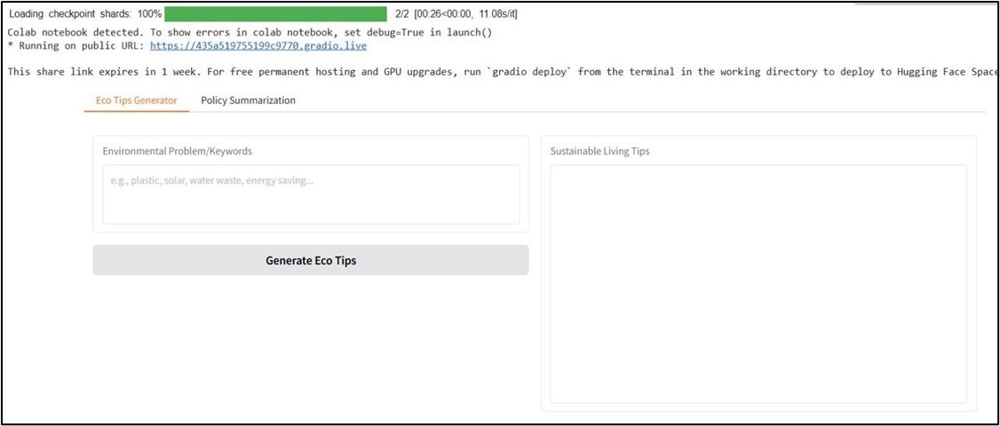 Loading checkpoint shards: 100% 2/2 [00:26<00:00, 11.08s/it]
Colab notebook detected. To show errors in colab notebook, set debug=True in launch()
* Running on public URL: https://435a519755199c9770.gradio.live
This share link expires in 1 week. For free permanent hosting and GPU upgrades, run `gradio deploy` from the terminal in the working directory to deploy to Hugging Face Space
Eco Tips Generator Policy Summarization
Environmental Problem/Keywords Sustainable Living Tips
e.g., plastic, solar, water waste, energy saving...
Generate Eco Tips